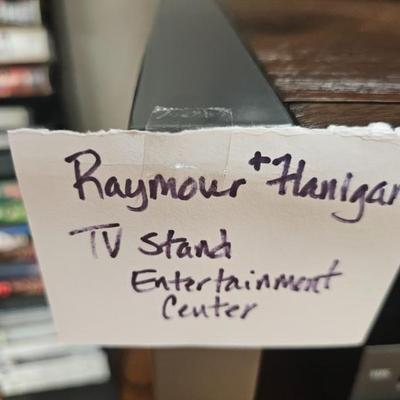 Raymour + Flanigan
TV Stand
Entertainment
Center